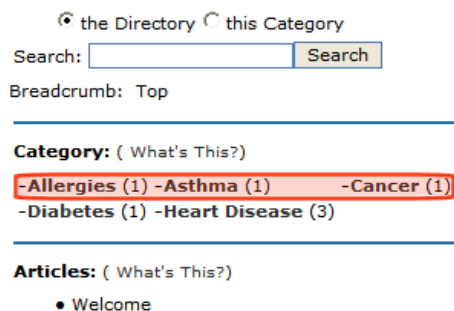 the Directory this Category
Search: Search
Breadcrumb: Top
Category: ( What's This?)
-Allergies (1) -Asthma (1) -Cancer (1)
-Diabetes (1) -Heart Disease (3)
Articles: ( What's This?)
• Welcome